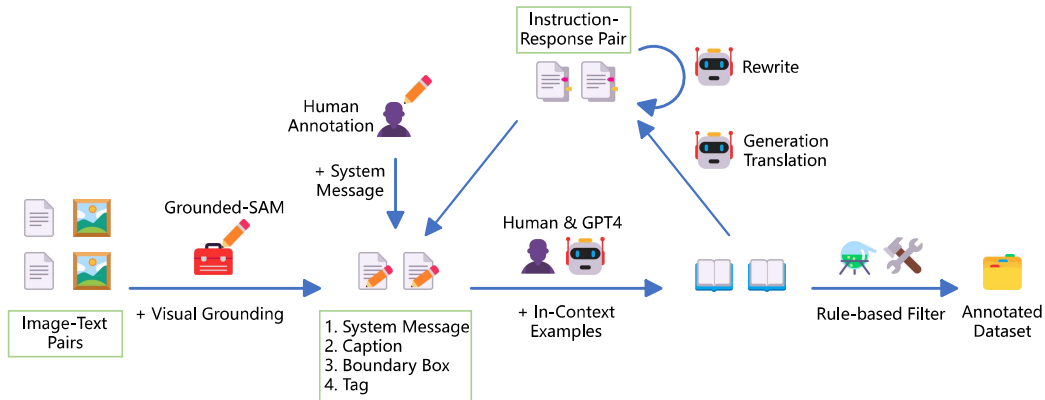 Instruction-
Response Pair
Rewrite
Human
Annotation
Generation
Translation
+ System
Message
Grounded-SAM
Human & GPT4
+ Visual Grounding
+ In-Context
Examples
Rule-based Filter
Annotated
Dataset
Image-Text
Pairs
1. System Message
2. Caption
3. Boundary Box
4. Tag